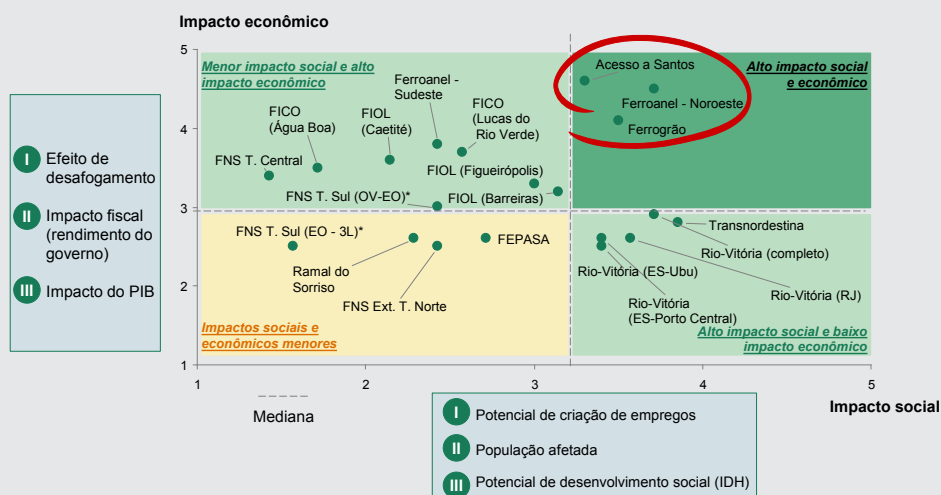 Impacto econômico
5
4
3
2
1
Menor impacto social e alto
impacto econômico
Alto impacto social
e econômico
Acesso a Santos
Ferroanel - Noroeste
Ferrogrão
Ferroanel -
Sudeste
FICO
(Água Boa)
FIOL
(Caetité)
FICO
(Lucas do
Rio Verde)
FNS T. Central
FIOL (Figueirópolis)
FNS T. Sul (OV-EO)*
FIOL (Barreiras)
I
Efeito de
desafogamento
II
Impacto fiscal
(rendimento do
governo)
III
Impacto do PIB
FNS T. Sul (EO - 3L)*
FEPASA
Ramal do
Sorriso
FNS Ext. T. Norte
Impactos sociais e
econômicos menores
Transnordestina
Rio-Vitória (completo)
Rio-Vitória (ES-Ubu)
Rio-Vitória (RJ)
Rio-Vitória
(ES-Porto Central)
Alto impacto social e baixo
impacto econômico
1
2
3
4
5
Impacto social
Mediana
I
Potencial de criação de empregos
II
População afetada
III
Potencial de desenvolvimento social (IDH)